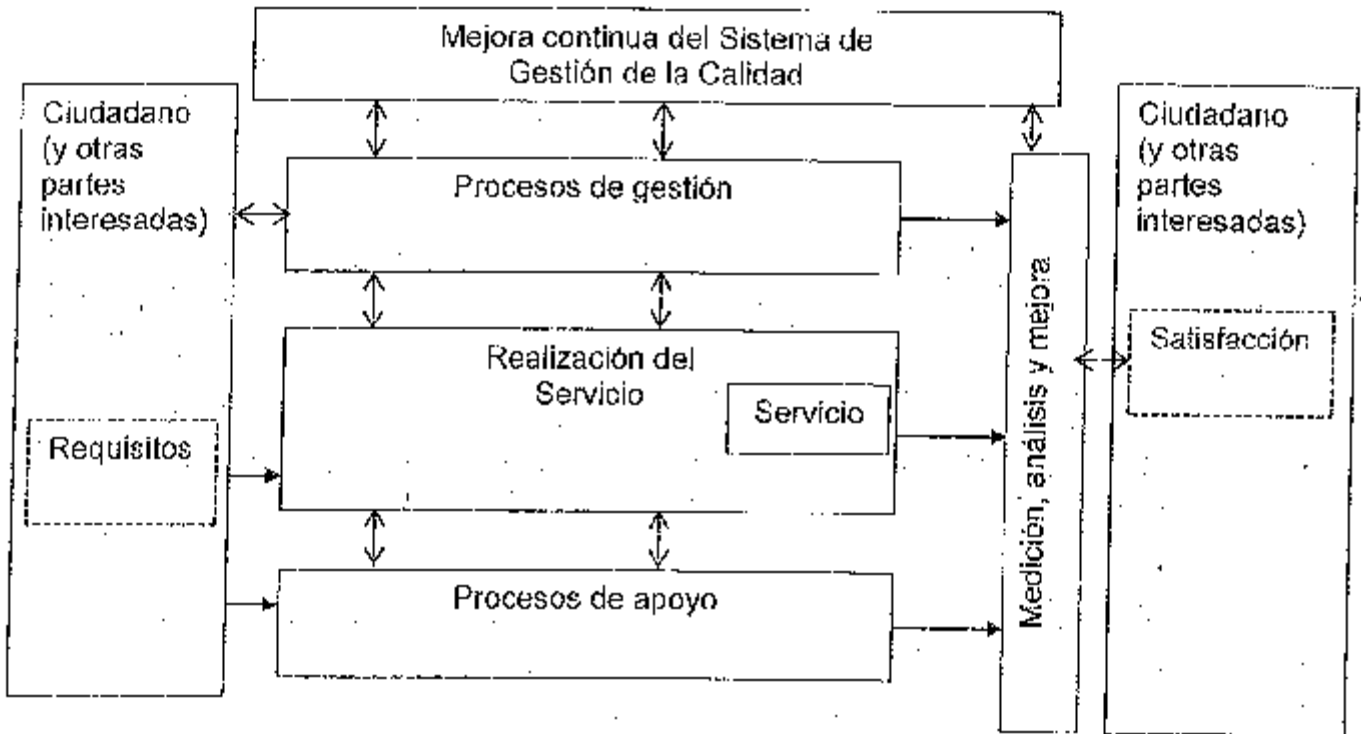 Mejora continua del Sistema de
Gestión de la Calidad
Ciudadano
(y otras
partes
interesadas)
Requisitos
Procesos de gestión
Realización del
Servicio
Servicio
Procesos de apoyo
Medición, análisis y mejora
Ciudadano
(y otras
partes
interesadas)
Satisfacción